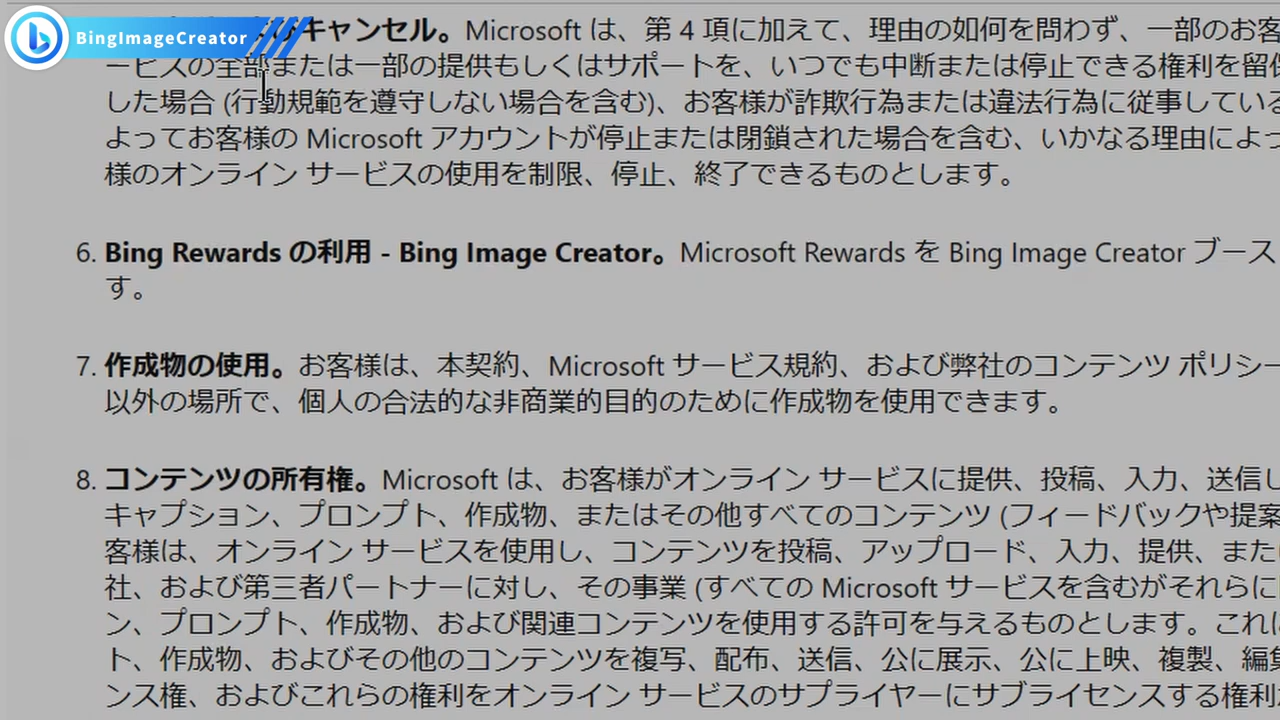 BingImageCreator
キャンセル。Microsoft は、第 4 項に加えて、理由の如何を問わず、一部のお客
ービスの全部または一部の提供もしくはサポートを、いつでも中断または停止できる権利を留保
した場合 (行動規範を遵守しない場合を含む)、お客様が詐欺行為または違法行為に従事している
よってお客様の Microsoft アカウントが停止または閉鎖された場合を含む、いかなる理由によっ
様のオンライン サービスの使用を制限、停止、終了できるものとします。
6. Bing Rewards の利用 - Bing Image Creator。Microsoft Rewards を Bing Image Creator ブース
す。
7. 作成物の使用。お客様は、本契約、Microsoft サービス規約、および弊社のコンテンツ ポリシー
以外の場所で、個人の合法的な非商業的目的のために作成物を使用できます。
8. コンテンツの所有権。Microsoft は、お客様がオンライン サービスに提供、投稿、入力、送信し
キャプション、プロンプト、作成物、またはその他すべてのコンテンツ (フィードバックや提案
客様は、オンライン サービスを使用し、コンテンツを投稿、アップロード、入力、提供、また
社、および第三者パートナーに対し、その事業 (すべての Microsoft サービスを含むがそれらに
ン、プロンプト、作成物、および関連コンテンツを使用する許可を与えるものとします。これ
ト、作成物、およびその他のコンテンツを複写、配布、送信、公に展示、公に上映、複製、編集
ンス権、およびこれらの権利をオンライン サービスのサプライヤーにサブライセンスする権利